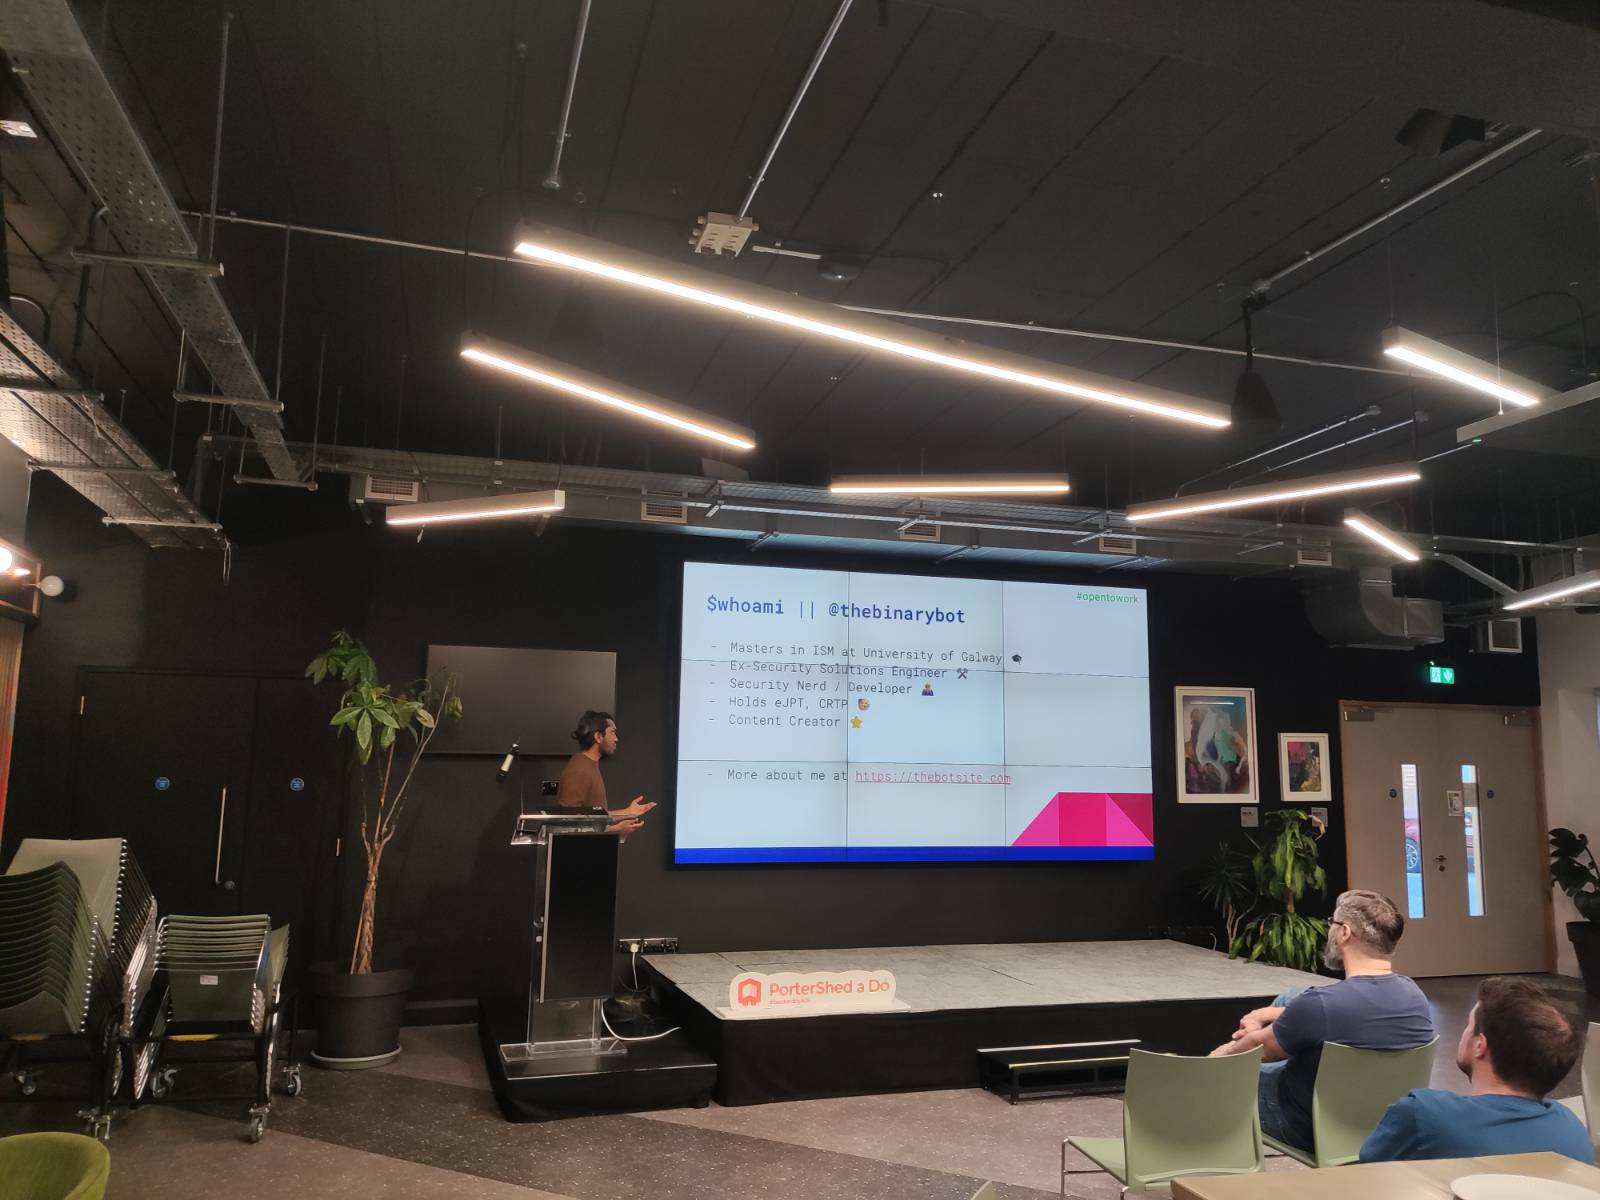 #opentowork
$whoami || @thebinarybot
- Masters in ISM at University of Galway 🎓
- Ex-Security Solutions Engineer ⚒️
- Security Nerd / Developer
- Holds eJPT, CRTP
- Content Creator ⭐
- More about me at https://thebotsite.com
PorterShed a Dó